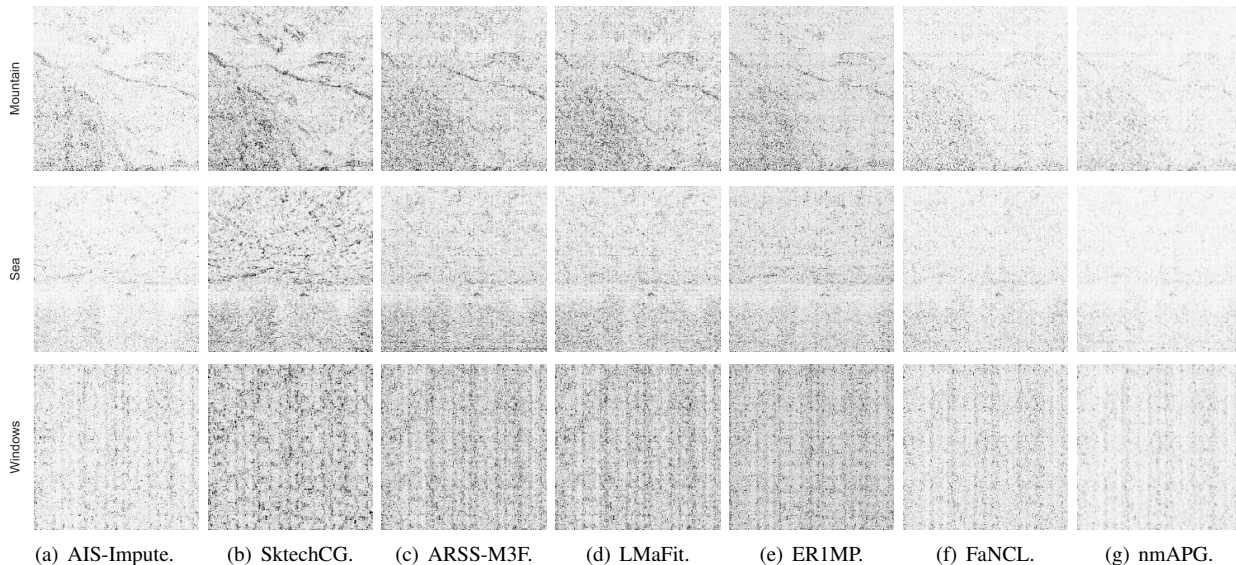 Mountain
Sea
Windows
(a) AIS-Impute. (b) SktechCG. (c) ARSS-M3F. (d) LMaFit. (e) ER1MP. (f) FaNCL. (g) nmAPG.